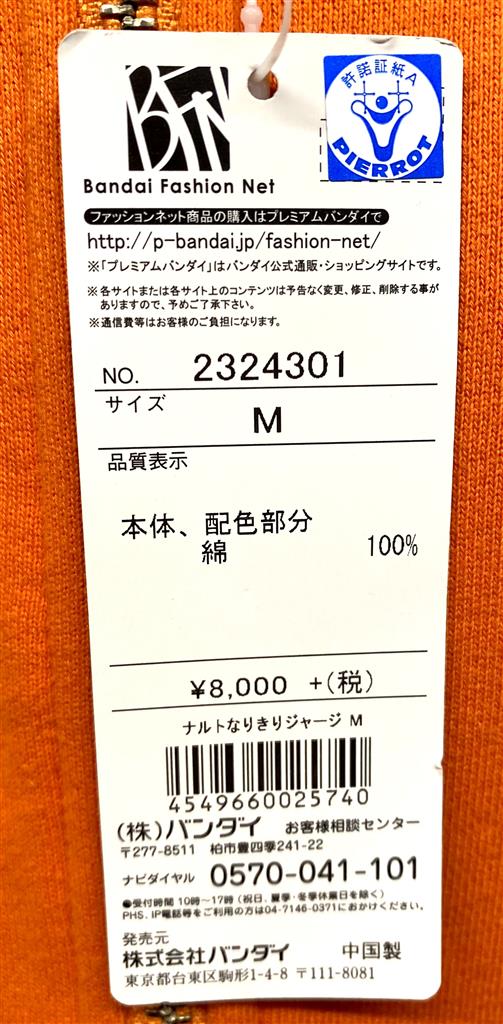 BFN
許諾証紙A
PIERROT
Bandai Fashion Net
ファッションネット商品の購入はプレミアムバンダイで
http://p-bandai.jp/fashion-net/
※「プレミアムバンダイ」はバンダイ公式通販・ショッピングサイトです。
※各サイトまたは各サイト上のコンテンツは予告なく変更、修正、削除する事が
ありますので、予めご了承下さい。
※通信費等はお客様のご負担になります。
NO. 2324301
サイズ
M
品質表示
本体、配色部分
綿 100%
¥8,000 +(税)
ナルトなりきりジャージ M
4549660025740
(株)バンダイ お客様相談センター
〒277-8511 柏市豊四季241-22
ナビダイヤル 0570-041-101
●受付時間 10時〜17時(祝日、夏季・冬季休業日を除く)
PHS、IP電話等をご利用の方は04-7146-0371におかけください。
発売元
株式会社バンダイ 中国製
東京都台東区駒形1-4-8 〒111-8081